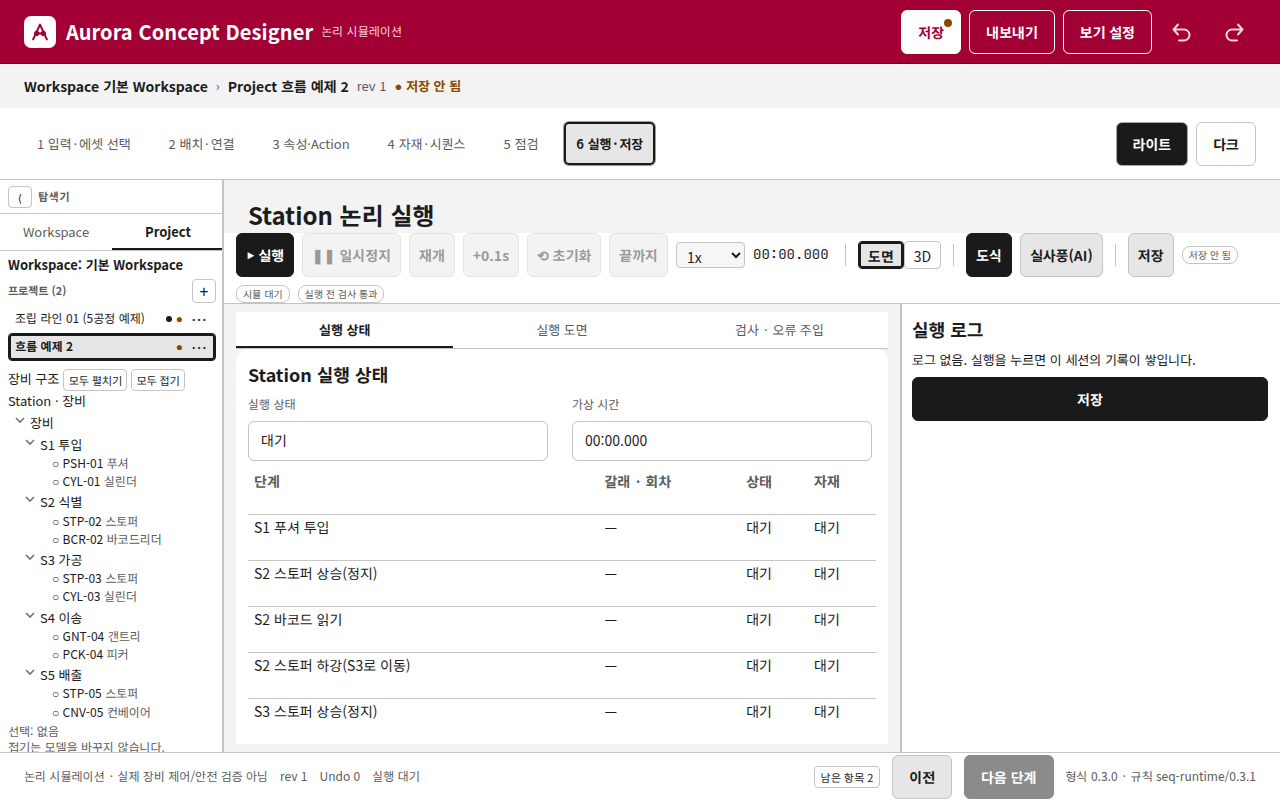 Aurora Concept Designer 논리 시뮬레이션 저장 내보내기 보기 설정
Workspace 기본 Workspace › Project 흐름 예제 2 rev 1 ● 저장 안 됨
1 입력·에셋 선택 2 배치·연결 3 속성·Action 4 자재·시퀀스 5 점검 6 실행·저장 라이트 다크
탐색기
Workspace Project
Workspace: 기본 Workspace
프로젝트 (2) +
조립 라인 01 (5공정 예제) ● ● ···
흐름 예제 2 ● ···
장비 구조 모두 펼치기 모두 접기
Station · 장비
장비
S1 투입
○ PSH-01 푸셔
○ CYL-01 실린더
S2 식별
○ STP-02 스토퍼
○ BCR-02 바코드리더
S3 가공
○ STP-03 스토퍼
○ CYL-03 실린더
S4 이송
○ GNT-04 갠트리
○ PCK-04 피커
S5 배출
○ STP-05 스토퍼
○ CNV-05 컨베이어
선택: 없음
접기는 모델을 바꾸지 않습니다.
Station 논리 실행
▶ 실행 ❚❚ 일시정지 재개 +0.1s ⟲ 초기화 끝까지 1x 00:00.000 도면 3D 도식 실사풍(AI) 저장 저장 안 됨
시뮬 대기 실행 전 검사 통과
실행 상태 실행 도면 검사 · 오류 주입
Station 실행 상태
실행 상태 가상 시간
대기 00:00.000
단계 갈래 · 회차 상태 자재
S1 푸셔 투입 — 대기 대기
S2 스토퍼 상승(정지) — 대기 대기
S2 바코드 읽기 — 대기 대기
S2 스토퍼 하강(S3로 이동) — 대기 대기
S3 스토퍼 상승(정지) — 대기 대기
실행 로그
로그 없음. 실행을 누르면 이 세션의 기록이 쌓입니다.
저장
논리 시뮬레이션 · 실제 장비 제어/안전 검증 아님 rev 1 Undo 0 실행 대기 남은 항목 2 이전 다음 단계 형식 0.3.0 · 규칙 seq-runtime/0.3.1